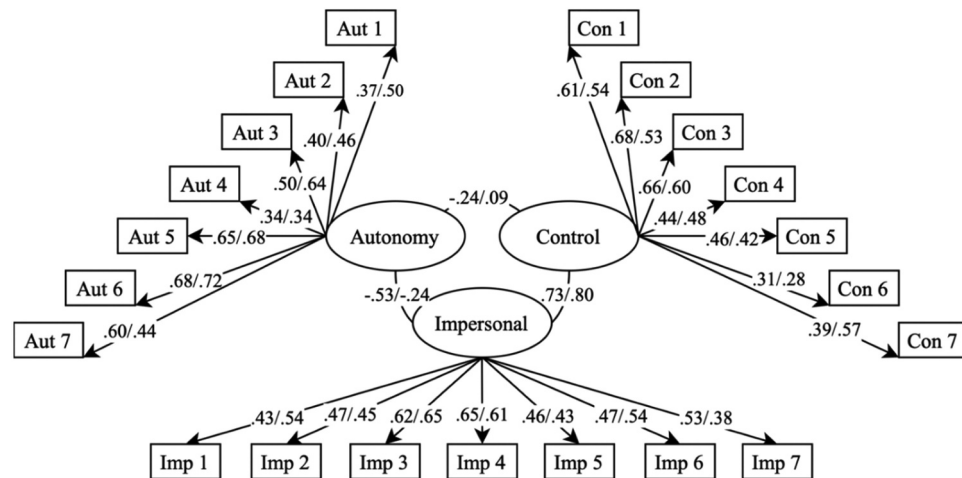 Aut 1
Con 1
Aut 2
Con 2
.37/.50
.61/.54
Aut 3
Con 3
.40/.46
.68/.53
Aut 4
Con 4
.50/.64
.66/.60
-.24/.09
.34/.34
.44/.48
Aut 5
.65/.68
Autonomy
Control
.46/.42
Con 5
Aut 6
.68/.72
.31/.28
Con 6
-.53/-.24
.73/.80
Aut 7
.60/.44
Impersonal
.39/.57
Con 7
.43/.54
.47/.45
.62/.65
.65/.61
.46/.43
.47/.54
.53/.38
Imp 1
Imp 2
Imp 3
Imp 4
Imp 5
Imp 6
Imp 7